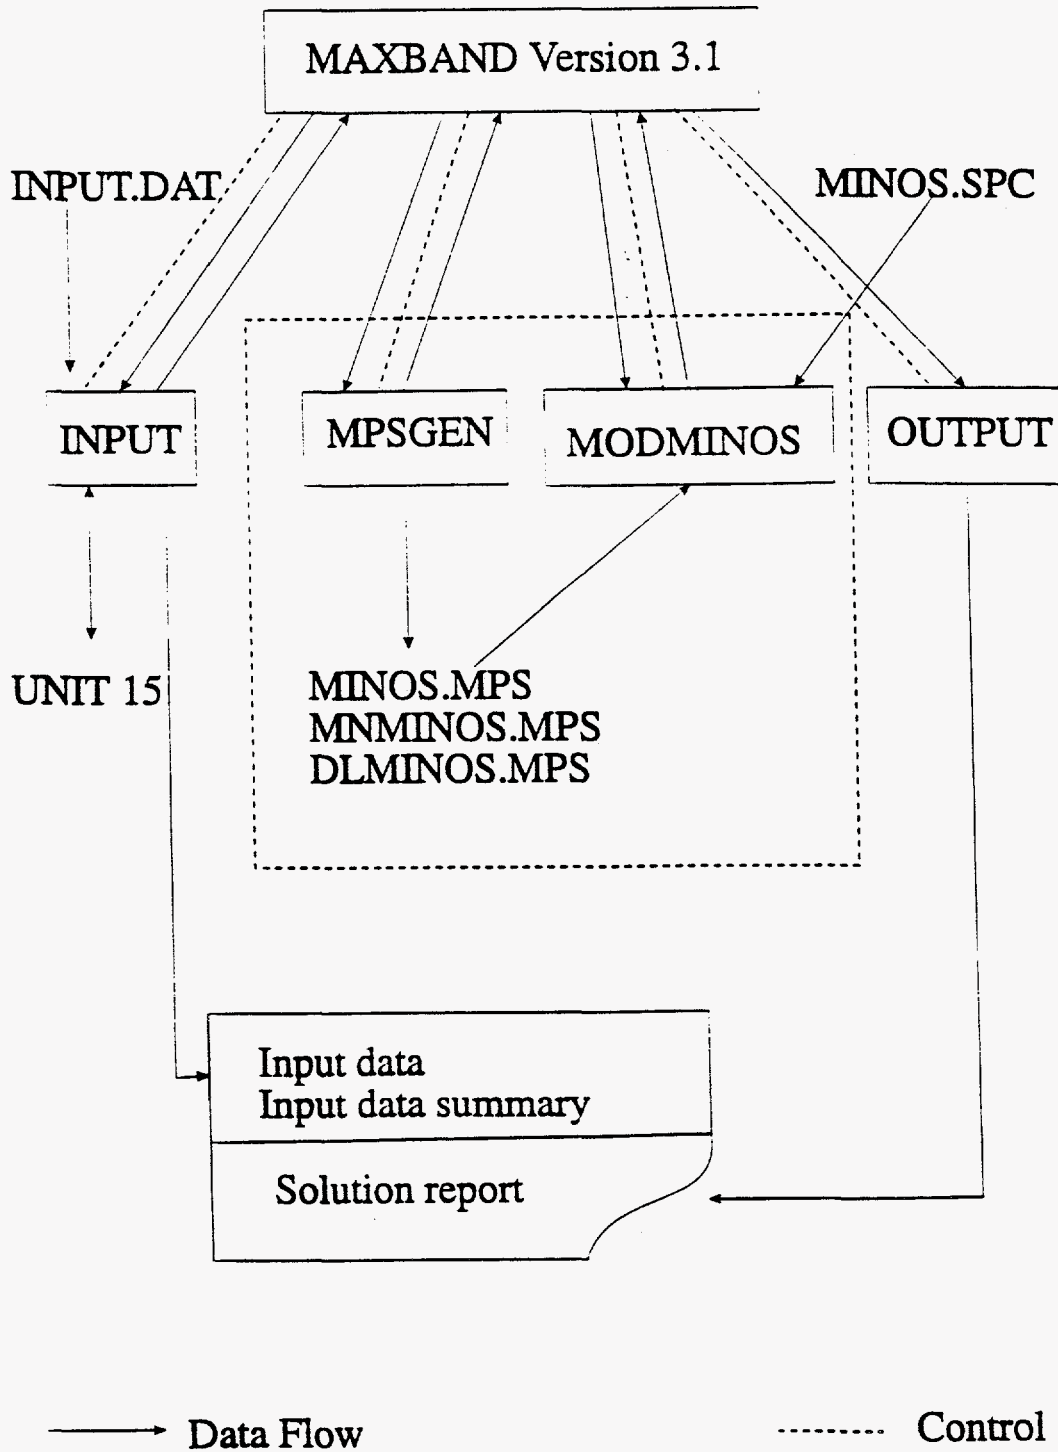 MAXBAND Version 3.1
INPUT.DAT
MINOS.SPC
INPUT
MPSGEN
MODMINOS
OUTPUT
UNIT 15
MINOS.MPS
MNMINOS.MPS
DLMINOS.MPS
Input data
Input data summary
Solution report
Data Flow
Control